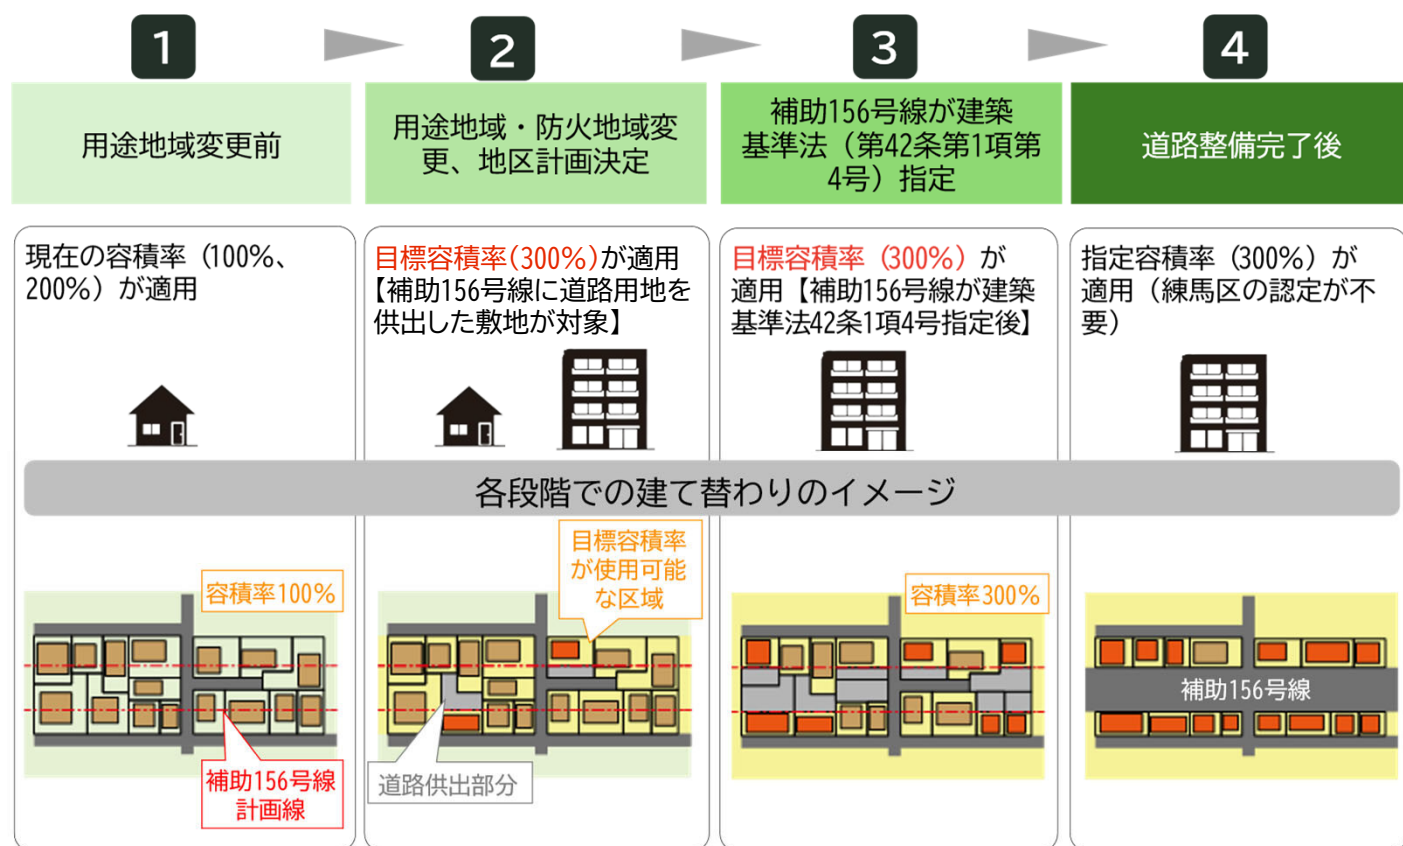 1
2
3
4
用途地域変更前
用途地域・防火地域変
更、地区計画決定
補助156号線が建築
基準法（第42条第1項第
4号）指定
道路整備完了後
現在の容積率（100%、
200%）が適用
目標容積率(300%)が適用
【補助156号線に道路用地を
供出した敷地が対象】
目標容積率（300%）が
適用【補助156号線が建築
基準法42条1項4号指定後】
指定容積率（300%）が
適用（練馬区の認定が不
要）
各段階での建て替わりのイメージ
容積率100%
補助156号線
計画線
目標容積率
が使用可能
な区域
道路供出部分
容積率300%
補助156号線